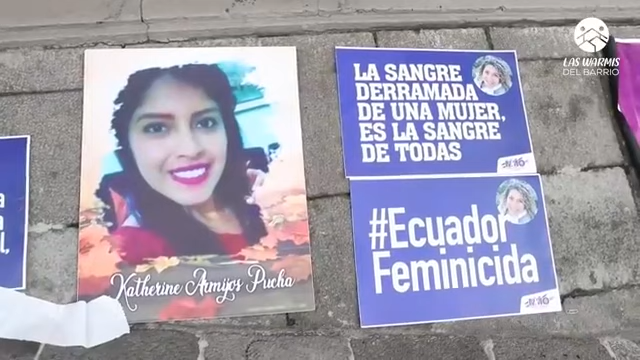 LAS WARMIS
DEL BARRIO
LA SANGRE
DERRAMADA
DE UNA MUJER,
ES LA SANGRE
DE TODAS
#Ecuador
Feminicida
Katherine Armijos Pucha